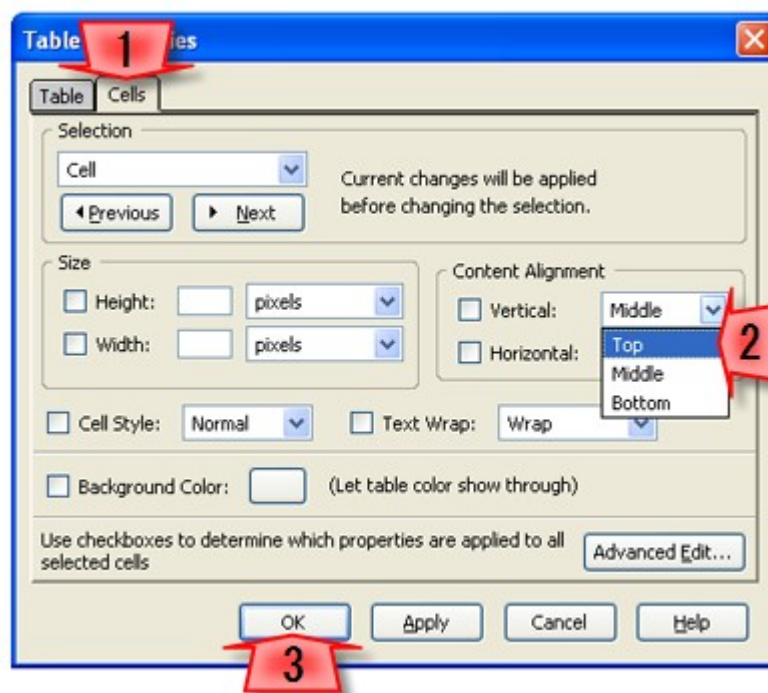 Table ies
1
Table Cells
Selection
Cell
Current changes will be applied
before changing the selection.
Previous Next
Size
Content Alignment
Height: pixels
Vertical: Middle
Width: pixels
Horizontal:
Top
Middle
Bottom
2
Cell Style: Normal Text Wrap: Wrap
Background Color: (Let table color show through)
Use checkboxes to determine which properties are applied to all
selected cells
Advanced Edit...
OK Apply Cancel Help
3